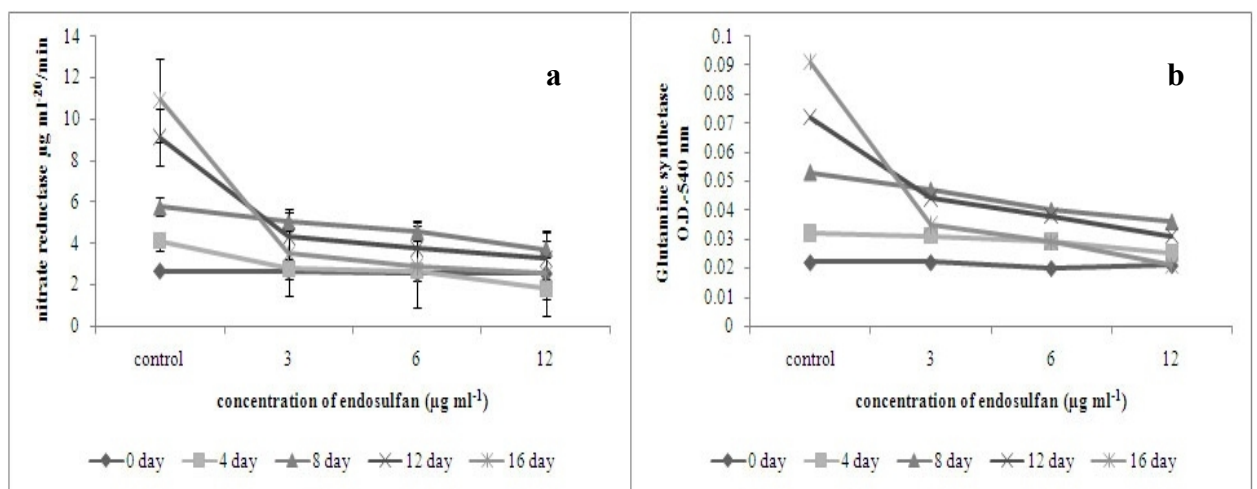 nitrate reductase µg ml⁻²⁰/min
14
12
10
8
6
4
2
0
a
control 3 6 12
concentration of endosulfan (µg ml⁻¹)
0 day 4 day 8 day 12 day 16 day
Glutamine synthetase
O.D.-540 nm
0.1
0.09
0.08
0.07
0.06
0.05
0.04
0.03
0.02
0.01
0
b
control 3 6 12
concentration of endosulfan (µg ml⁻¹)
0 day 4 day 8 day 12 day 16 day